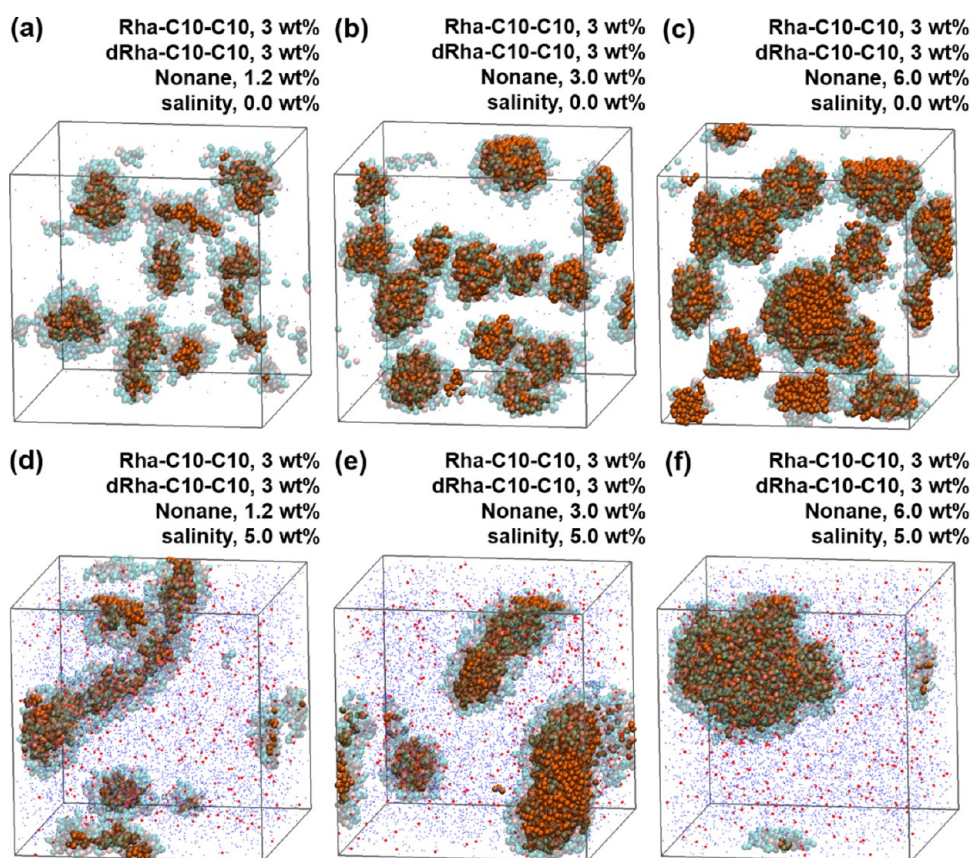 (a)
Rha-C10-C10, 3 wt%
dRha-C10-C10, 3 wt%
Nonane, 1.2 wt%
salinity, 0.0 wt%
(b)
Rha-C10-C10, 3 wt%
dRha-C10-C10, 3 wt%
Nonane, 3.0 wt%
salinity, 0.0 wt%
(c)
Rha-C10-C10, 3 wt%
dRha-C10-C10, 3 wt%
Nonane, 6.0 wt%
salinity, 0.0 wt%
(d)
Rha-C10-C10, 3 wt%
dRha-C10-C10, 3 wt%
Nonane, 1.2 wt%
salinity, 5.0 wt%
(e)
Rha-C10-C10, 3 wt%
dRha-C10-C10, 3 wt%
Nonane, 3.0 wt%
salinity, 5.0 wt%
(f)
Rha-C10-C10, 3 wt%
dRha-C10-C10, 3 wt%
Nonane, 6.0 wt%
salinity, 5.0 wt%